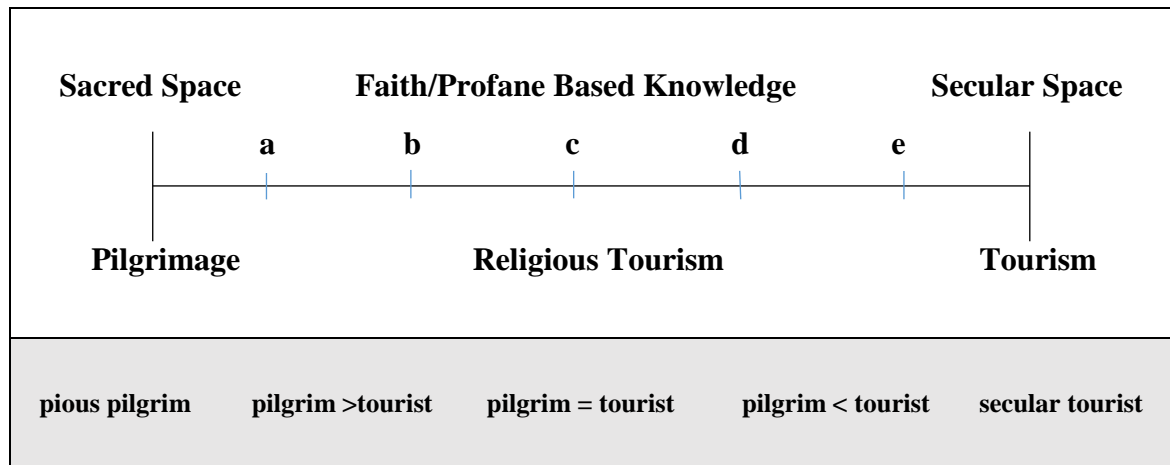 Sacred Space Faith/Profane Based Knowledge Secular Space
a b c d e
Pilgrimage Religious Tourism Tourism
pious pilgrim pilgrim >tourist pilgrim = tourist pilgrim < tourist secular tourist